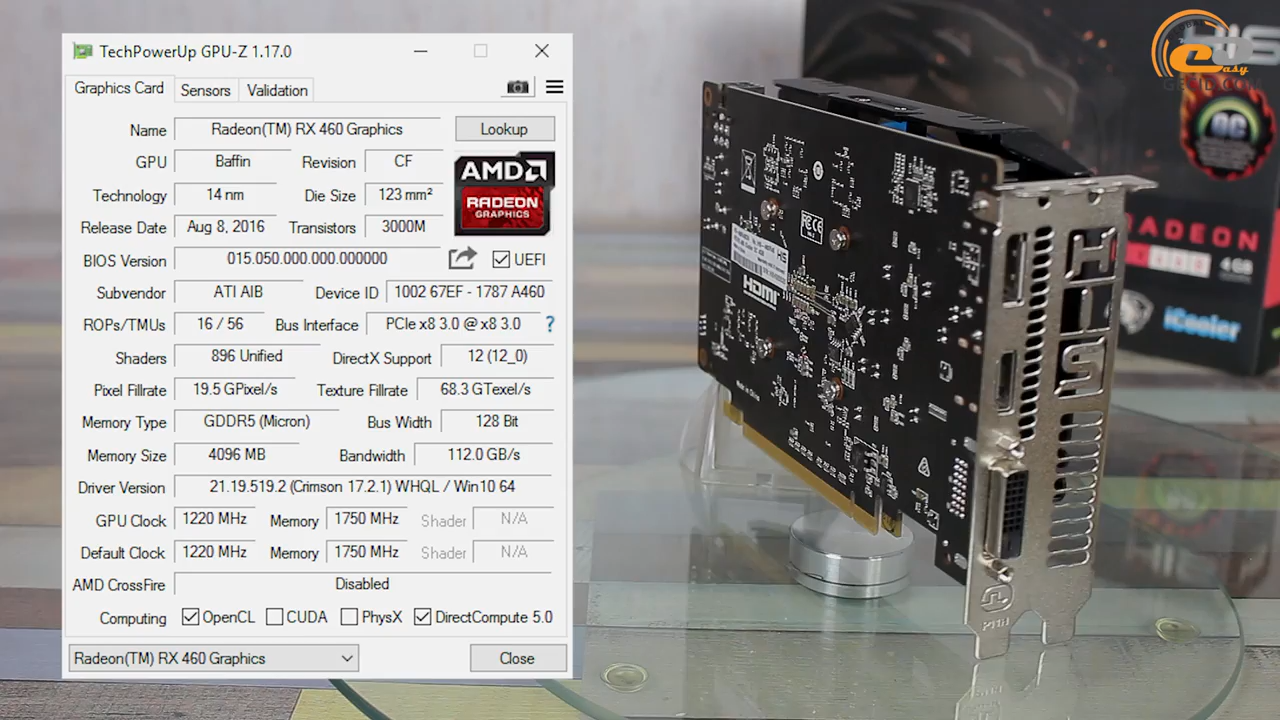 TechPowerUp GPU-Z 1.17.0
Graphics Card Sensors Validation
Name Radeon(TM) RX 460 Graphics Lookup
GPU Baffin Revision CF
Technology 14 nm Die Size 123 mm²
Release Date Aug 8, 2016 Transistors 3000M
BIOS Version 015.050.000.000.000000 UEFI
Subvendor ATI AIB Device ID 1002 67EF - 1787 A460
ROPs/TMUs 16 / 56 Bus Interface PCIe x8 3.0 @ x8 3.0 ?
Shaders 896 Unified DirectX Support 12 (12_0)
Pixel Fillrate 19.5 GPixel/s Texture Fillrate 68.3 GTexel/s
Memory Type GDDR5 (Micron) Bus Width 128 Bit
Memory Size 4096 MB Bandwidth 112.0 GB/s
Driver Version 21.19.519.2 (Crimson 17.2.1) WHQL / Win10 64
GPU Clock 1220 MHz Memory 1750 MHz Shader N/A
Default Clock 1220 MHz Memory 1750 MHz Shader N/A
AMD CrossFire Disabled
Computing OpenCL CUDA PhysX DirectCompute 5.0
Radeon(TM) RX 460 Graphics Close
AMD
RADEON
GRAPHICS
HIS
HDMI
HIS
easy
OC
RADEON
4GB
iCooler